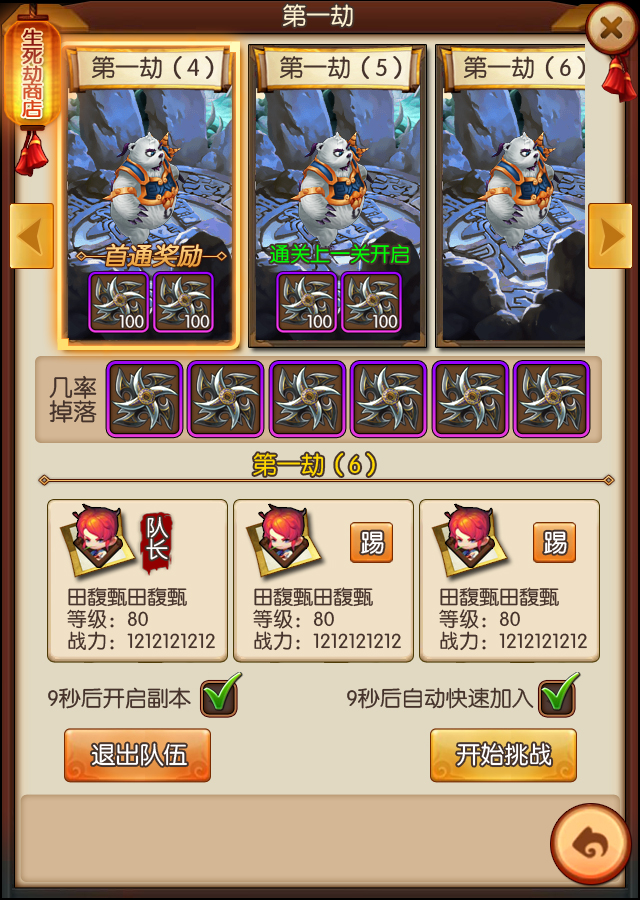 第一劫
生死劫商店
第一劫（4）
第一劫（5）
第一劫（6）
首通奖励
通关上一关开启
100
100
100
100
几率
掉落
第一劫（6）
队长
踢
踢
田馥甄田馥甄
田馥甄田馥甄
田馥甄田馥甄
等级：80
等级：80
等级：80
战力：1212121212
战力：1212121212
战力：1212121212
9秒后开启副本
9秒后自动快速加入
退出队伍
开始挑战